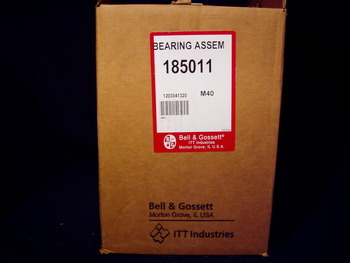 BEARING ASSEM
185011
1203041320 M40
Bell & Gossett®
ITT Industries
Morton Grove, IL U.S.A.
Bell & Gossett
Morton Grove, IL USA
ITT Industries